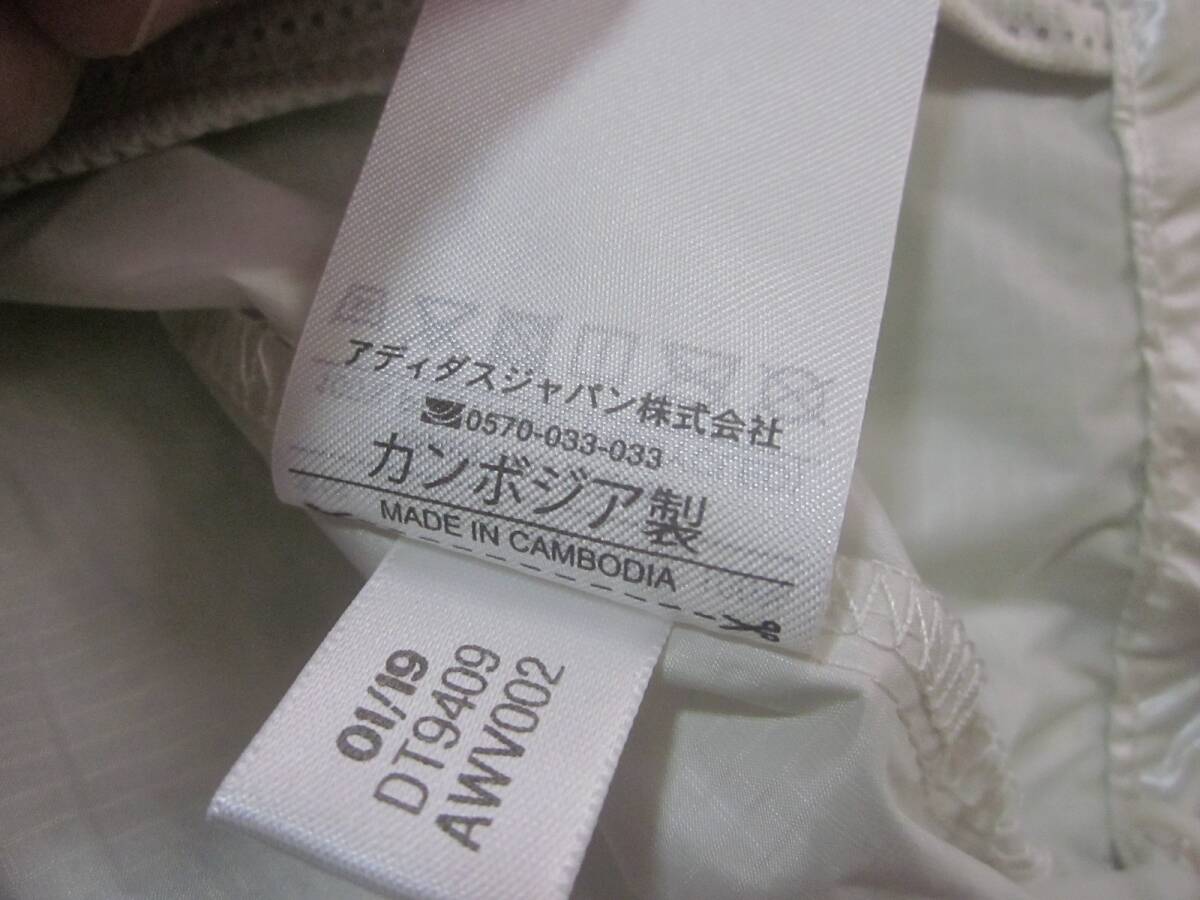 アディダスジャパン株式会社
0570-033-033
カンボジア製
MADE IN CAMBODIA
01/19
DT9409
AWV002